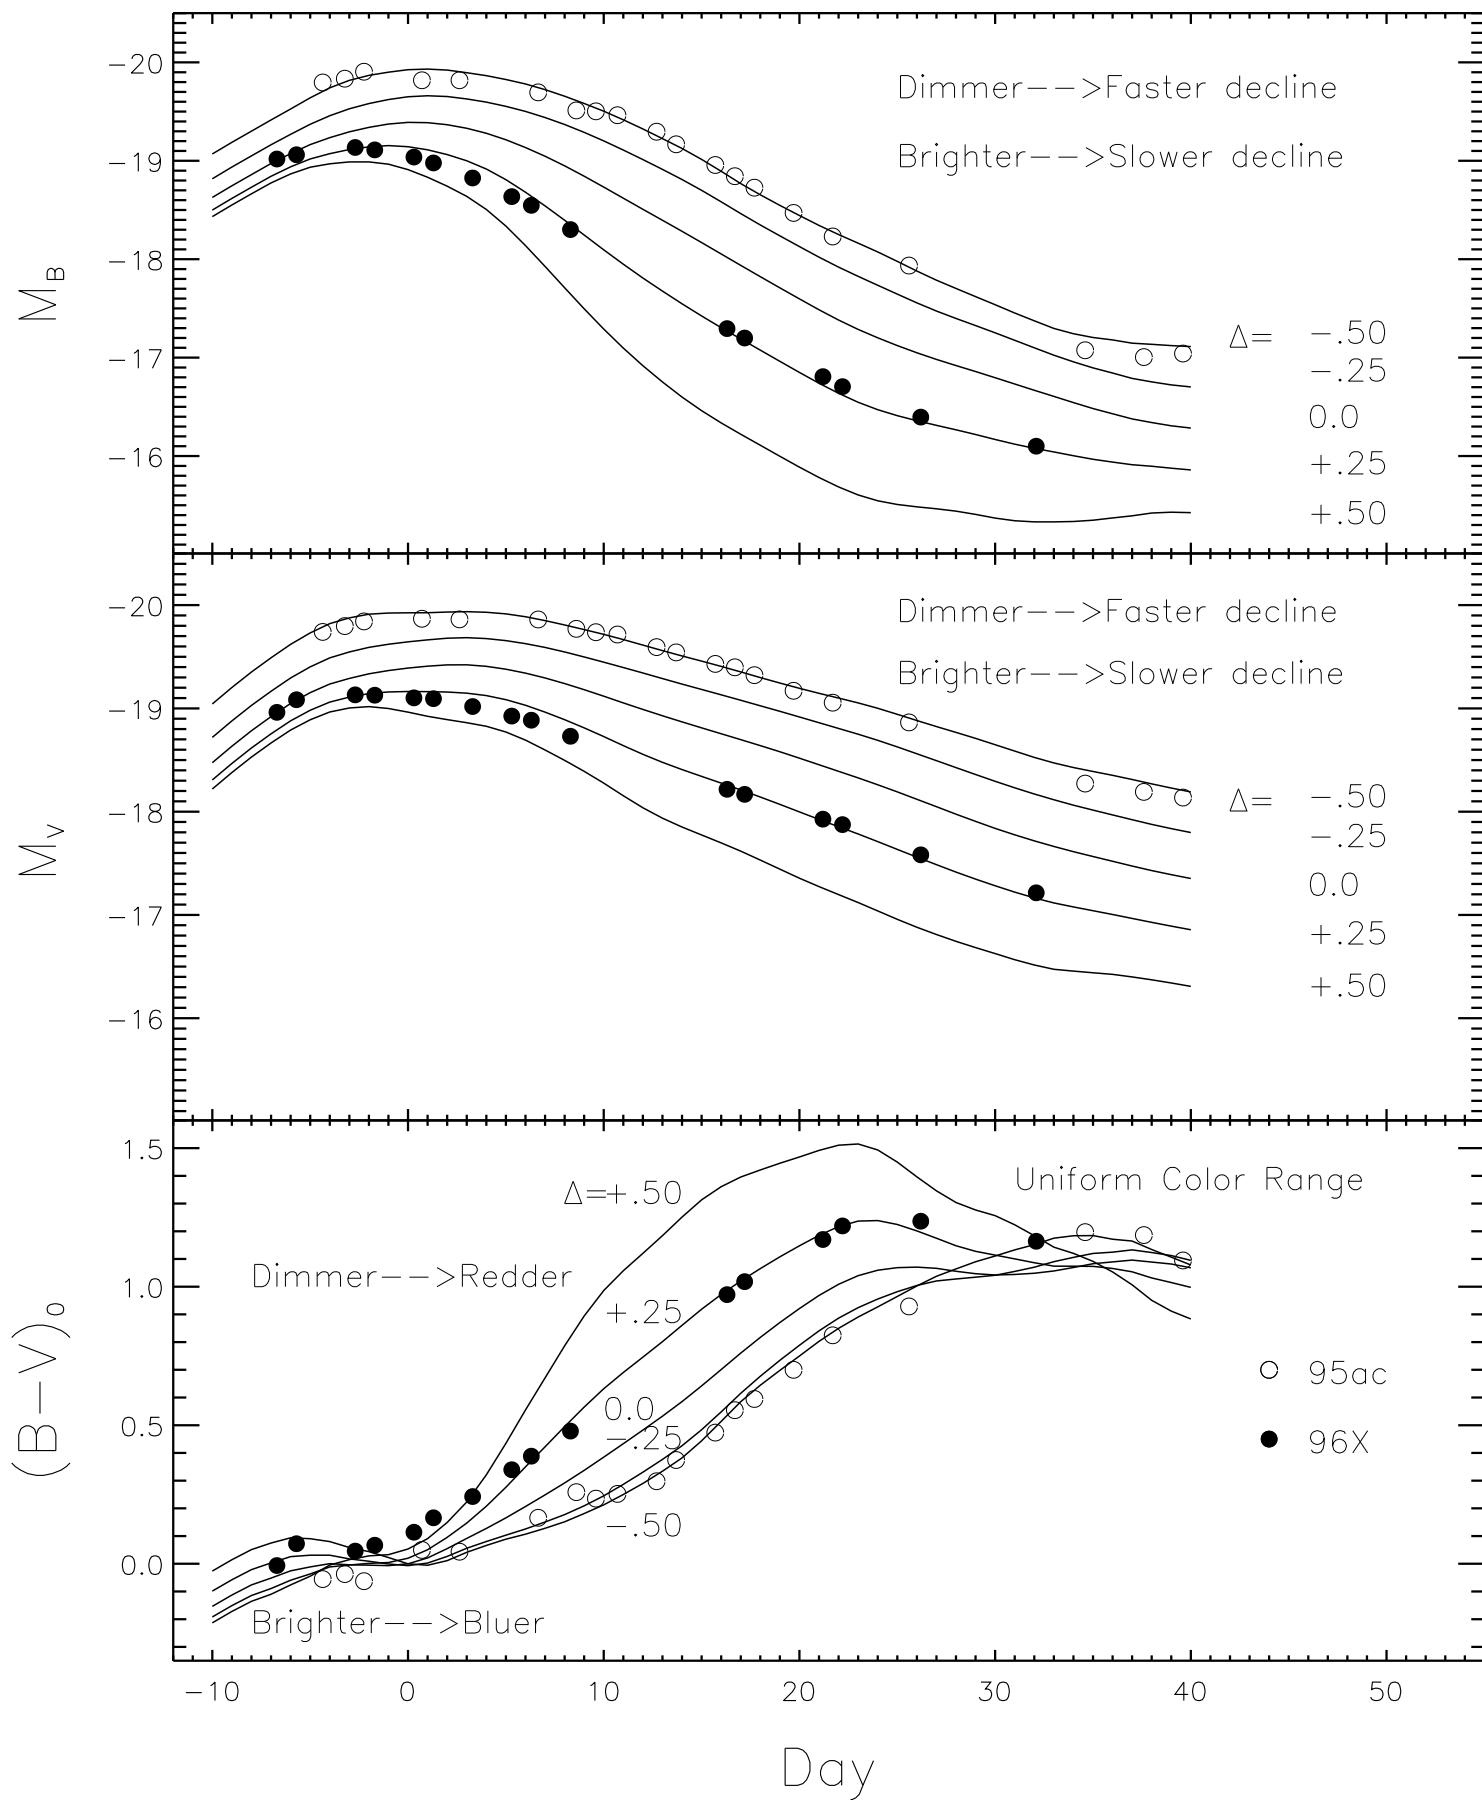 −20
Dimmer−−>Faster decline
−19
Brighter−−>Slower decline
−18
M_B
−17
Δ= −.50
−.25
0.0
−16
+.25
+.50
−20
Dimmer−−>Faster decline
Brighter−−>Slower decline
−19
Δ= −.50
−18
−.25
M_V
0.0
−17
+.25
+.50
−16
1.5
Uniform Color Range
Δ=+.50
Dimmer−−>Redder
1.0
+.25
(B−V)_0
95ac
0.0
0.5
−.25
96X
−.50
0.0
Brighter−−>Bluer
−10 0 10 20 30 40 50
Day